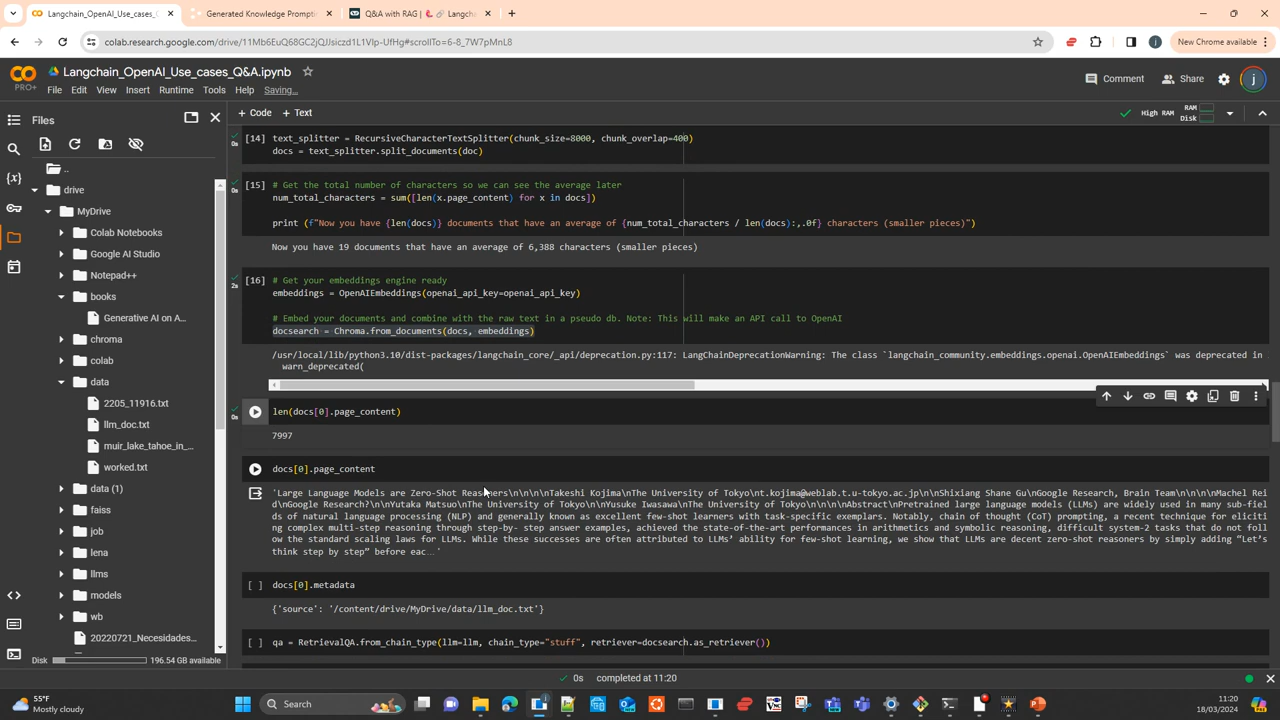 Langchain_OpenAI_Use_cases_
Generated Knowledge Promptin
Q&A with RAG | 🦜🔗 Langcha
colab.research.google.com/drive/11Mb6EuQ68GC2jQJJsiczd1L1VIp-UfHg#scrollTo=6-8_7W7pMnL8
New Chrome available
PRO+
Langchain_OpenAI_Use_cases_Q&A.ipynb
Comment
Share
File Edit View Insert Runtime Tools Help Saving...
Files
+ Code + Text
High RAM
RAM
Disk
..
drive
MyDrive
Colab Notebooks
Google AI Studio
Notepad++
books
Generative AI on A...
chroma
colab
data
2205_11916.txt
llm_doc.txt
muir_lake_tahoe_in_...
worked.txt
data (1)
faiss
job
lena
llms
models
wb
20220721_Necesidades...
Disk 196.54 GB available
[14] text_splitter = RecursiveCharacterTextSplitter(chunk_size=8000, chunk_overlap=400)
0s
docs = text_splitter.split_documents(doc)
[15] # Get the total number of characters so we can see the average later
0s
num_total_characters = sum([len(x.page_content) for x in docs])
print (f"Now you have {len(docs)} documents that have an average of {num_total_characters / len(docs):,.0f} characters (smaller pieces)")
Now you have 19 documents that have an average of 6,388 characters (smaller pieces)
[16] # Get your embeddings engine ready
2s
embeddings = OpenAIEmbeddings(openai_api_key=openai_api_key)
# Embed your documents and combine with the raw text in a pseudo db. Note: This will make an API call to OpenAI
docsearch = Chroma.from_documents(docs, embeddings)
/usr/local/lib/python3.10/dist-packages/langchain_core/_api/deprecation.py:117: LangChainDeprecationWarning: The class `langchain_community.embeddings.openai.OpenAIEmbeddings` was deprecated in
warn_deprecated(
len(docs[0].page_content)
0s
7997
docs[0].page_content
'Large Language Models are Zero-Shot Reasoners\n\n\n\nTakeshi Kojima\nThe University of Tokyo\nt.kojima@weblab.t.u-tokyo.ac.jp\n\nShixiang Shane Gu\nGoogle Research, Brain Team\n\n\n\nMachel Rei
d\nGoogle Research?\n\nYutaka Matsuo\nThe University of Tokyo\n\nYusuke Iwasawa\nThe University of Tokyo\n\n\n\nAbstract\nPretrained large language models (LLMs) are widely used in many sub-fiel
ds of natural language processing (NLP) and generally known as excellent few-shot learners with task-specific exemplars. Notably, chain of thought (CoT) prompting, a recent technique for eliciti
ng complex multi-step reasoning through step-by- step answer examples, achieved the state-of-the-art performances in arithmetics and symbolic reasoning, difficult system-2 tasks that do not foll
ow the standard scaling laws for LLMs. While these successes are often attributed to LLMs’ ability for few-shot learning, we show that LLMs are decent zero-shot reasoners by simply adding “Let’s
think step by step” before eac…'
[ ] docs[0].metadata
{'source': '/content/drive/MyDrive/data/llm_doc.txt'}
[ ] qa = RetrievalQA.from_chain_type(llm=llm, chain_type="stuff", retriever=docsearch.as_retriever())
0s completed at 11:20
55°F
Mostly cloudy
Search
11:20
18/03/2024